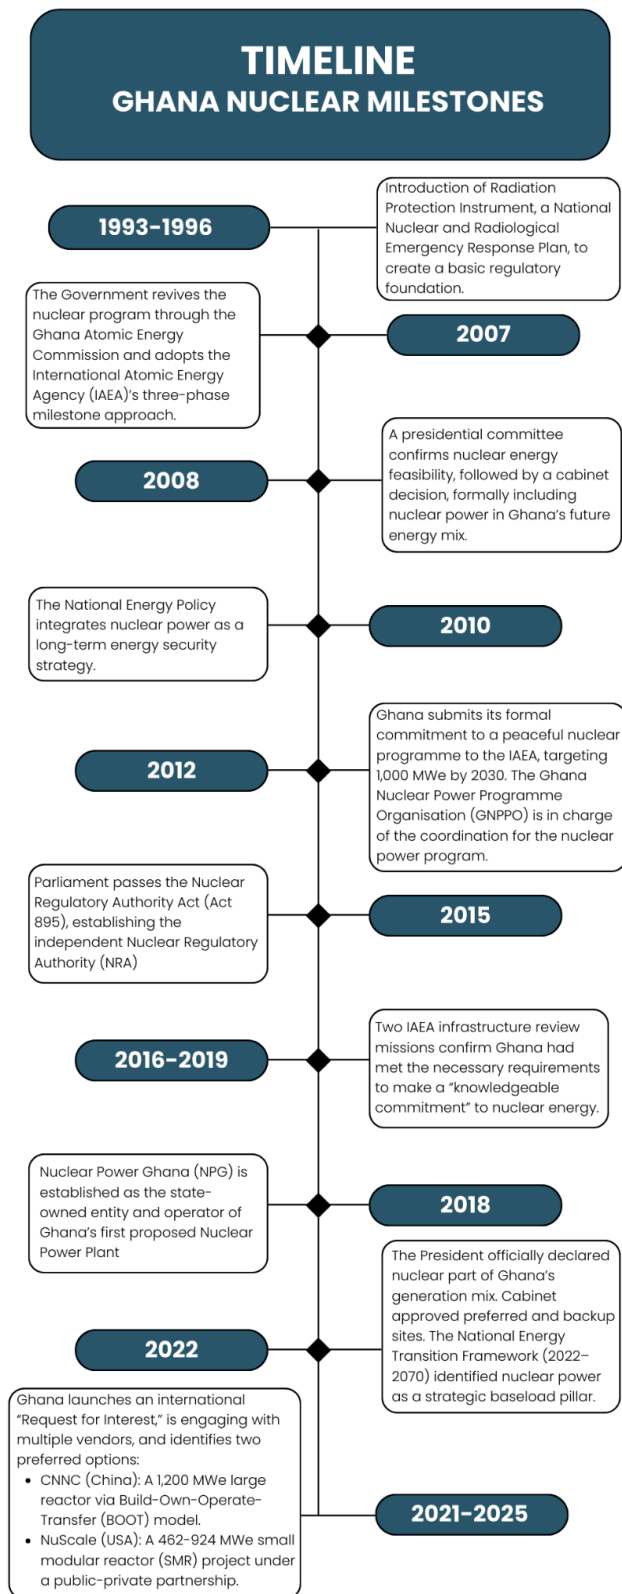 TIMELINE
GHANA NUCLEAR MILESTONES
1993-1996
Introduction of Radiation
Protection Instrument, a National
Nuclear and Radiological
Emergency Response Plan, to
create a basic regulatory
foundation.
The Government revives the
nuclear program through the
Ghana Atomic Energy
Commission and adopts the
International Atomic Energy
Agency (IAEA)’s three-phase
milestone approach.
2007
2008
A presidential committee
confirms nuclear energy
feasibility, followed by a cabinet
decision, formally including
nuclear power in Ghana’s future
energy mix.
The National Energy Policy
integrates nuclear power as a
long-term energy security
strategy.
2010
2012
Ghana submits its formal
commitment to a peaceful nuclear
programme to the IAEA, targeting
1,000 MWe by 2030. The Ghana
Nuclear Power Programme
Organisation (GNPPO) is in charge
of the coordination for the nuclear
power program.
Parliament passes the Nuclear
Regulatory Authority Act (Act
895), establishing the
independent Nuclear Regulatory
Authority (NRA)
2015
2016-2019
Two IAEA infrastructure review
missions confirm Ghana had
met the necessary requirements
to make a “knowledgeable
commitment” to nuclear energy.
Nuclear Power Ghana (NPG) is
established as the state-
owned entity and operator of
Ghana’s first proposed Nuclear
Power Plant
2018
2022
The President officially declared
nuclear part of Ghana’s
generation mix. Cabinet
approved preferred and backup
sites. The National Energy
Transition Framework (2022–
2070) identified nuclear power
as a strategic baseload pillar.
Ghana launches an international
“Request for Interest,” is engaging with
multiple vendors, and identifies two
preferred options:
• CNNC (China): A 1,200 MWe large
reactor via Build-Own-Operate-
Transfer (BOOT) model.
• NuScale (USA): A 462-924 MWe small
modular reactor (SMR) project under
a public-private partnership.
2021-2025